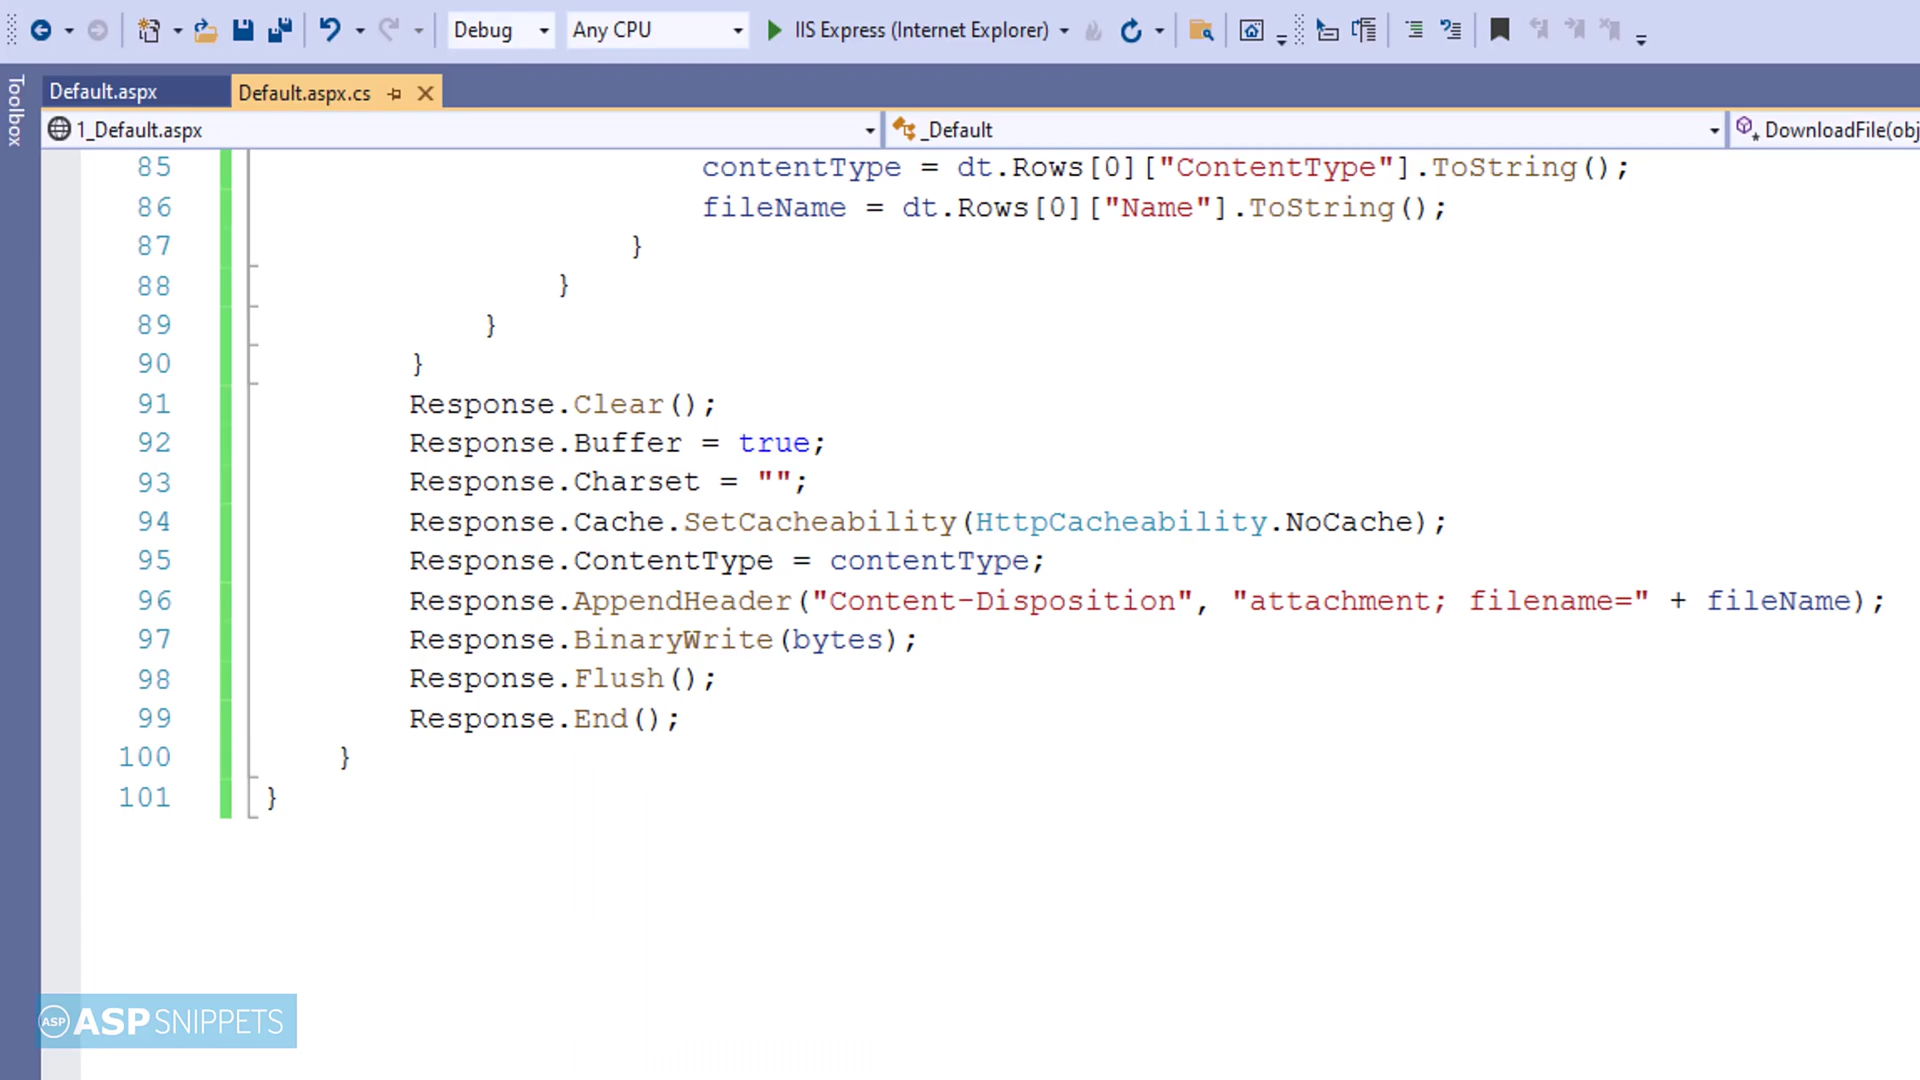 Debug Any CPU IIS Express (Internet Explorer)
Toolbox
Default.aspx Default.aspx.cs
1_Default.aspx _Default DownloadFile(obj
85 contentType = dt.Rows[0]["ContentType"].ToString();
86 fileName = dt.Rows[0]["Name"].ToString();
87 }
88 }
89 }
90 }
91 Response.Clear();
92 Response.Buffer = true;
93 Response.Charset = "";
94 Response.Cache.SetCacheability(HttpCacheability.NoCache);
95 Response.ContentType = contentType;
96 Response.AppendHeader("Content-Disposition", "attachment; filename=" + fileName);
97 Response.BinaryWrite(bytes);
98 Response.Flush();
99 Response.End();
100 }
101 }
ASP ASPSNIPPETS